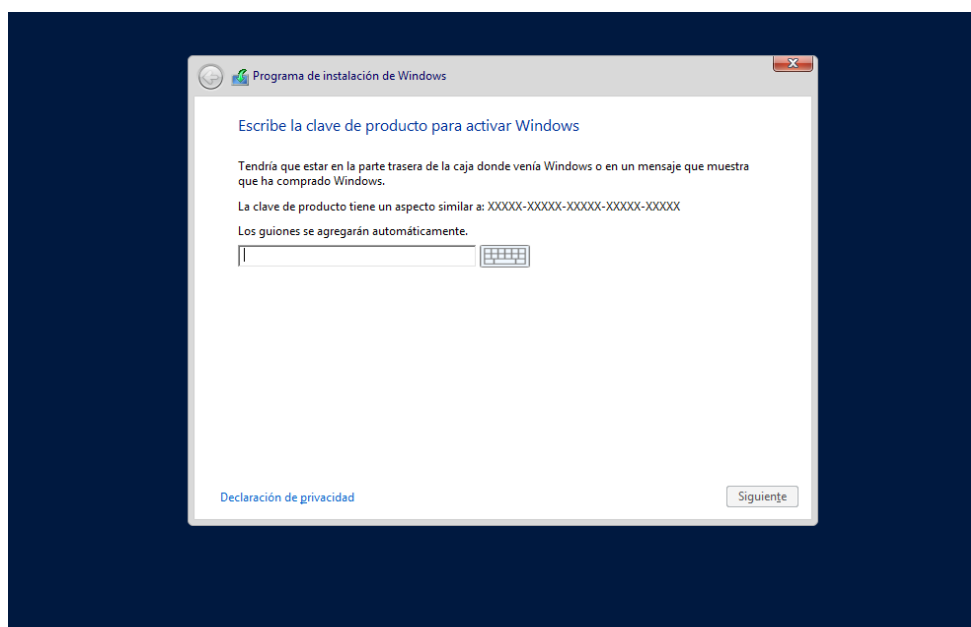 Programa de instalación de Windows
Escribe la clave de producto para activar Windows
Tendría que estar en la parte trasera de la caja donde venía Windows o en un mensaje que muestra
que ha comprado Windows.
La clave de producto tiene un aspecto similar a: XXXXX-XXXXX-XXXXX-XXXXX-XXXXX
Los guiones se agregarán automáticamente.
Declaración de privacidad
Siguiente